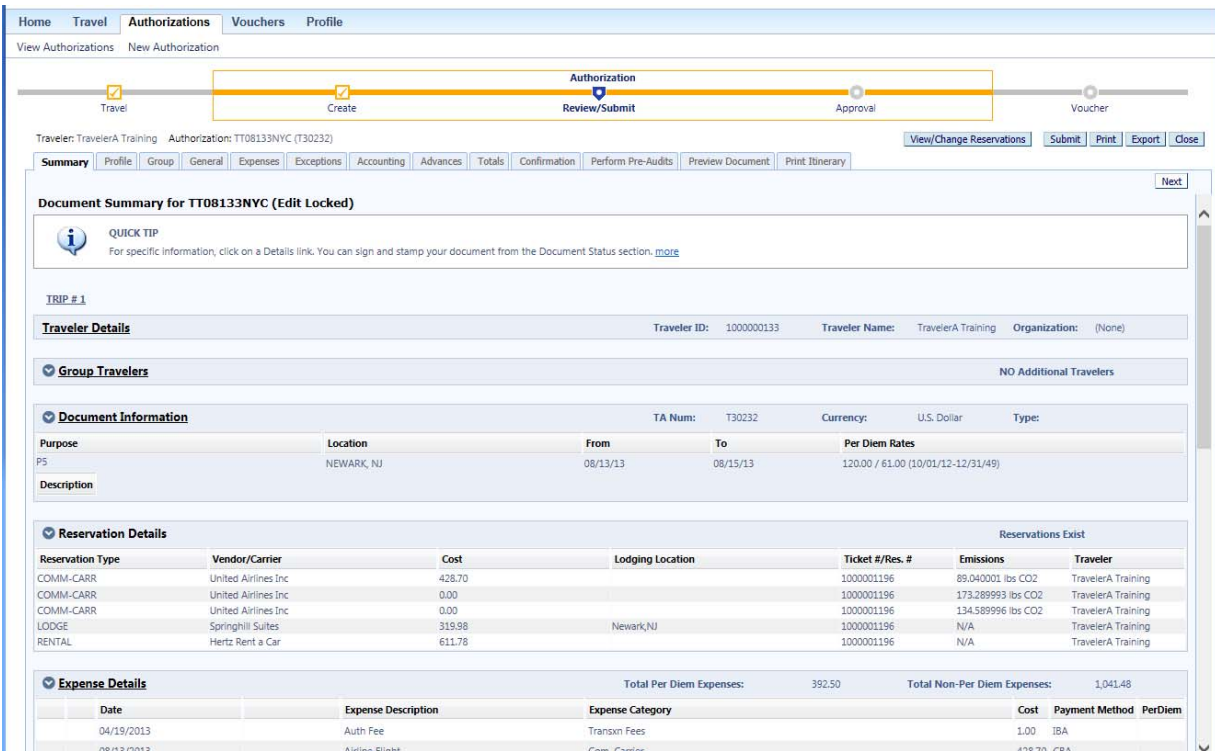 Home Travel Authorizations Vouchers Profile
View Authorizations New Authorization
Authorization
Travel Create Review/Submit Approval Voucher
Traveler: TravelerA Training Authorization: TT08133NYC (T30232) View/Change Reservations Submit Print Export Close
Summary Profile Group General Expenses Exceptions Accounting Advances Totals Confirmation Perform Pre-Audits Preview Document Print Itinerary
Next
Document Summary for TT08133NYC (Edit Locked)
QUICK TIP
For specific information, click on a Details link. You can sign and stamp your document from the Document Status section. more
TRIP # 1
Traveler Details Traveler ID: 1000000133 Traveler Name: TravelerA Training Organization: (None)
Group Travelers NO Additional Travelers
Document Information TA Num: T30232 Currency: U.S. Dollar Type:
Purpose Location From To Per Diem Rates
P5 NEWARK, NJ 08/13/13 08/15/13 120.00 / 61.00 (10/01/12-12/31/49)
Description
Reservation Details Reservations Exist
Reservation Type Vendor/Carrier Cost Lodging Location Ticket #/Res. # Emissions Traveler
COMM-CARR United Airlines Inc 428.70 1000001196 89.040001 lbs CO2 TravelerA Training
COMM-CARR United Airlines Inc 0.00 1000001196 173.289993 lbs CO2 TravelerA Training
COMM-CARR United Airlines Inc 0.00 1000001196 134.589996 lbs CO2 TravelerA Training
LODGE Springhill Suites 319.98 Newark,NJ 1000001196 N/A TravelerA Training
RENTAL Hertz Rent a Car 611.78 1000001196 N/A TravelerA Training
Expense Details Total Per Diem Expenses: 392.50 Total Non-Per Diem Expenses: 1,041.48
Date Expense Description Expense Category Cost Payment Method PerDiem
04/19/2013 Auth Fee Transxn Fees 1.00 IBA
08/13/2013 Airline Flight Com. Carrier 428.70 CBA